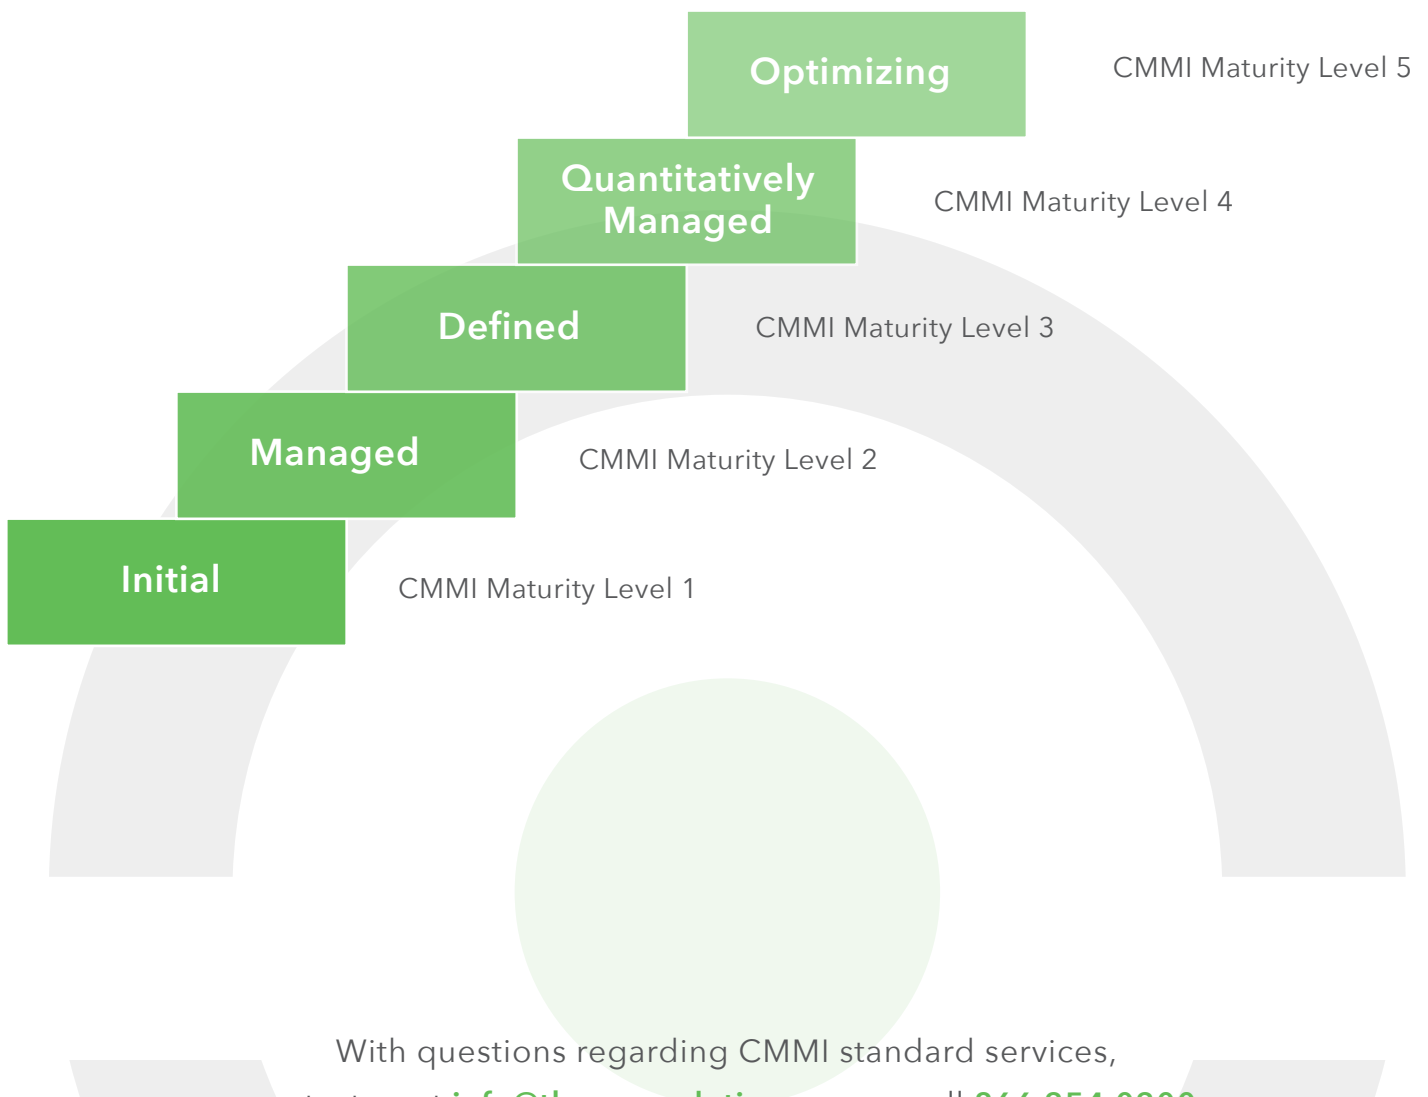 Optimizing
CMMI Maturity Level 5
Quantitatively
Managed
CMMI Maturity Level 4
Defined
CMMI Maturity Level 3
Managed
CMMI Maturity Level 2
Initial
CMMI Maturity Level 1
With questions regarding CMMI standard services,